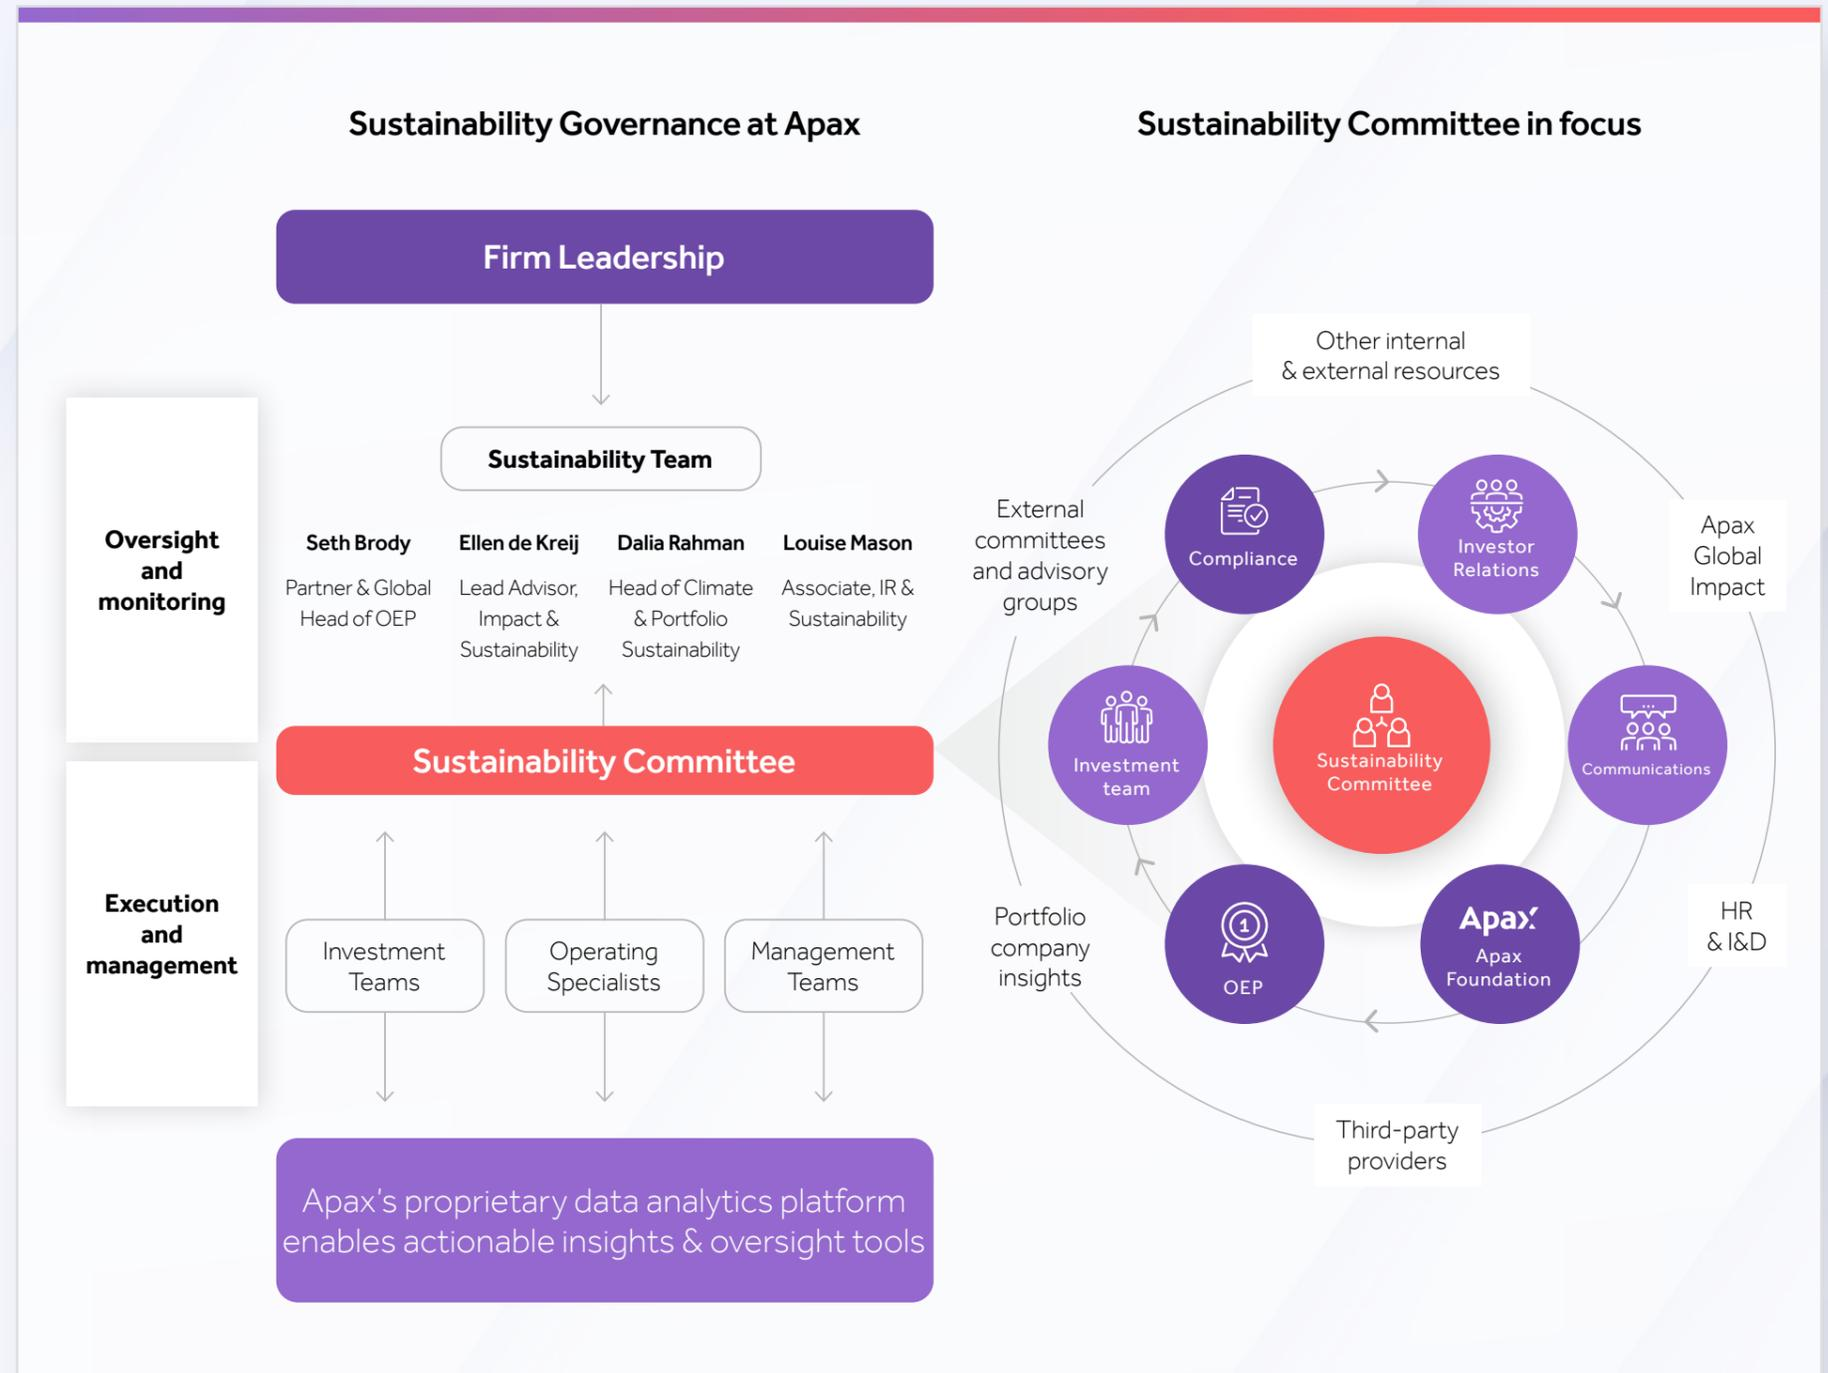 Sustainability Governance at Apax
Firm Leadership
Sustainability Team
Seth Brody
Partner & Global
Head of OEP
Ellen de Kreij
Lead Advisor,
Impact &
Sustainability
Dalia Rahman
Head of Climate
& Portfolio
Sustainability
Louise Mason
Associate, IR &
Sustainability
Oversight
and
monitoring
Sustainability Committee
Execution
and
management
Investment
Teams
Operating
Specialists
Management
Teams
Apax's proprietary data analytics platform
enables actionable insights & oversight tools
Sustainability Committee in focus
Other internal
& external resources
External
committees
and advisory
groups
Apax
Global
Impact
Compliance
Investor
Relations
Investment
team
Sustainability
Committee
Communications
OEP
Apax
Apax
Foundation
Portfolio
company
insights
HR
& I&D
Third-party
providers